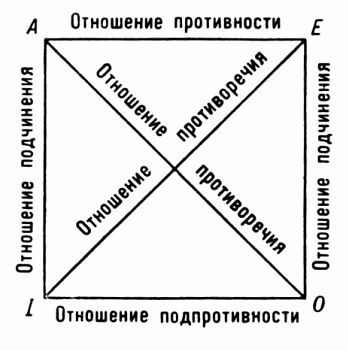 A Отношение противности E
Отношение подчинения
Отношение противоречия
Отношение противоречия
Отношение подчинения
I Отношение подпротивности O